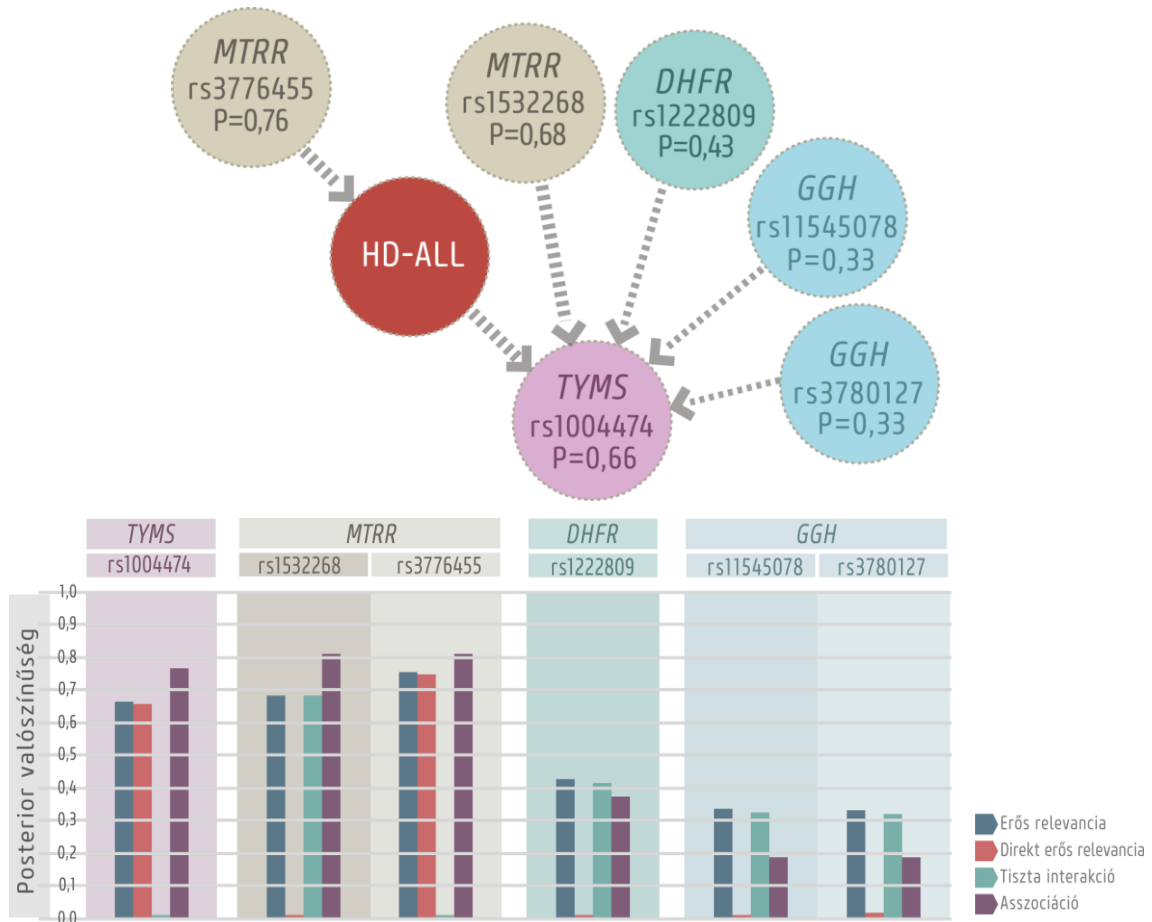 MTRR
rs3776455
P=0,76
MTRR
rs1532268
P=0,68
DHFR
rs1222809
P=0,43
GGH
rs11545078
P=0,33
HD-ALL
GGH
rs3780127
P=0,33
TYMS
rs1004474
P=0,66
TYMS
MTRR
DHFR
GGH
rs1004474
rs1532268
rs3776455
rs1222809
rs11545078
rs3780127
Posterior valószínűség
1,0
0,9
0,8
0,7
0,6
0,5
0,4
0,3
0,2
0,1
0,0
Erős relevancia
Direkt erős relevancia
Tiszta interakció
Asszociáció